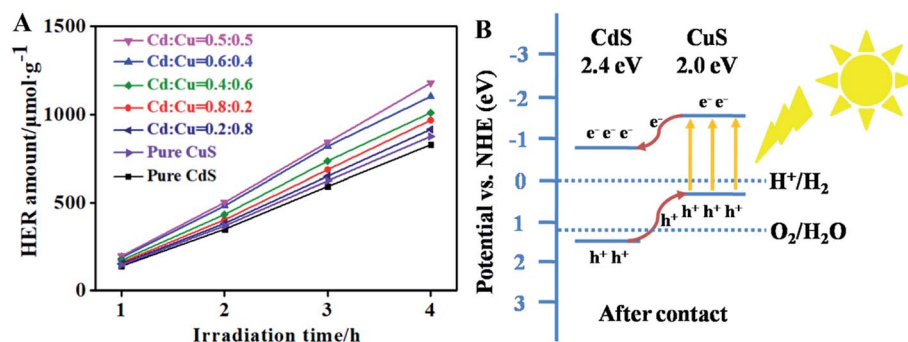 A
HER amount/μmol·g⁻¹
1500
1000
500
0
Cd:Cu=0.5:0.5
Cd:Cu=0.6:0.4
Cd:Cu=0.4:0.6
Cd:Cu=0.8:0.2
Cd:Cu=0.2:0.8
Pure CuS
Pure CdS
1 2 3 4
Irradiation time/h
B
Potential vs. NHE (eV)
-3
-2
-1
0
1
2
3
CdS CuS
2.4 eV 2.0 eV
e⁻ e⁻
e⁻
e⁻ e⁻ e⁻
H⁺/H₂
h⁺ h⁺ h⁺
h⁺
O₂/H₂O
h⁺ h⁺
After contact